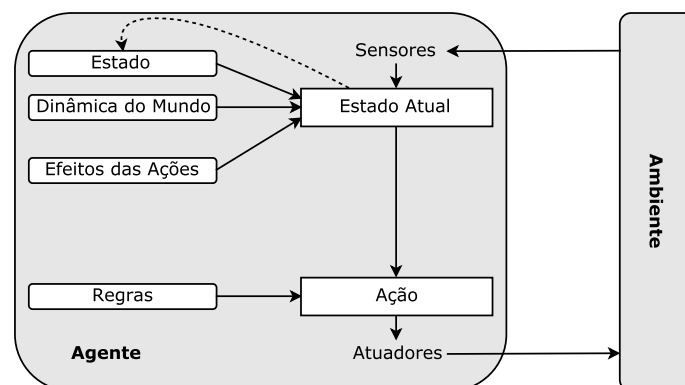 Sensores
Estado
Dinâmica do Mundo
Estado Atual
Efeitos das Ações
Ambiente
Regras
Ação
Agente
Atuadores